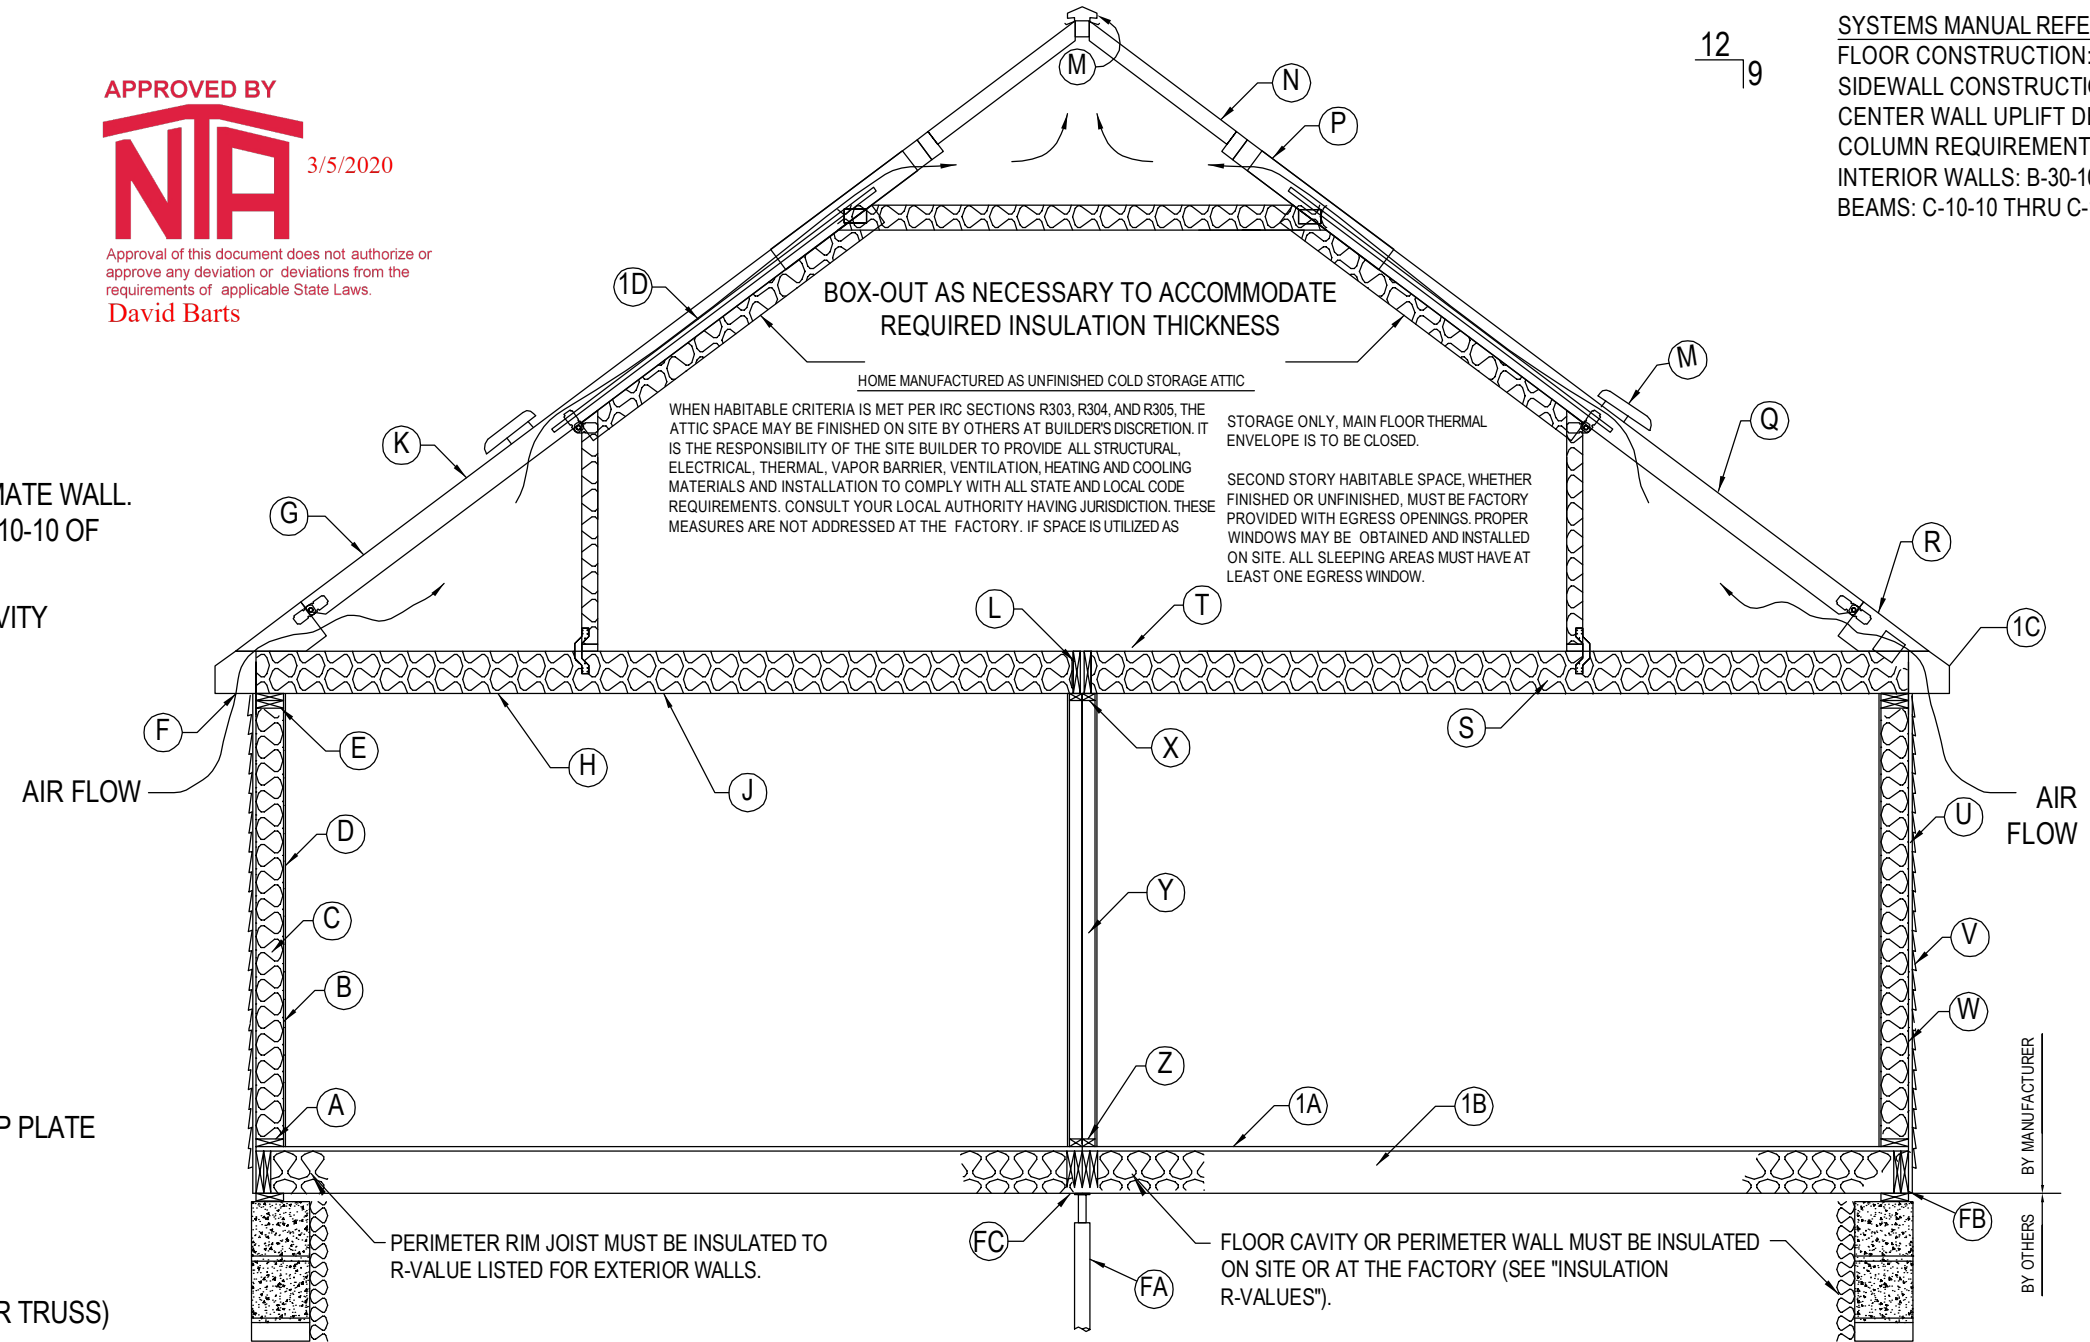 APPROVED BY
NTA
3/5/2020
Approval of this document does not authorize or
approve any deviation or deviations from the
requirements of applicable State Laws.
David Barts
12
9
SYSTEMS MANUAL REFE
FLOOR CONSTRUCTION:
SIDEWALL CONSTRUCTIO
CENTER WALL UPLIFT DE
COLUMN REQUIREMENT
INTERIOR WALLS: B-30-10
BEAMS: C-10-10 THRU C-
M
N
P
1D
BOX-OUT AS NECESSARY TO ACCOMMODATE
REQUIRED INSULATION THICKNESS
M
K
Q
G
R
HOME MANUFACTURED AS UNFINISHED COLD STORAGE ATTIC
WHEN HABITABLE CRITERIA IS MET PER IRC SECTIONS R303, R304, AND R305, THE
ATTIC SPACE MAY BE FINISHED ON SITE BY OTHERS AT BUILDER'S DISCRETION. IT
IS THE RESPONSIBILITY OF THE SITE BUILDER TO PROVIDE ALL STRUCTURAL,
ELECTRICAL, THERMAL, VAPOR BARRIER, VENTILATION, HEATING AND COOLING
MATERIALS AND INSTALLATION TO COMPLY WITH ALL STATE AND LOCAL CODE
REQUIREMENTS. CONSULT YOUR LOCAL AUTHORITY HAVING JURISDICTION. THESE
MEASURES ARE NOT ADDRESSED AT THE FACTORY. IF SPACE IS UTILIZED AS
STORAGE ONLY, MAIN FLOOR THERMAL
ENVELOPE IS TO BE CLOSED.
SECOND STORY HABITABLE SPACE, WHETHER
FINISHED OR UNFINISHED, MUST BE FACTORY
PROVIDED WITH EGRESS OPENINGS. PROPER
WINDOWS MAY BE OBTAINED AND INSTALLED
ON SITE. ALL SLEEPING AREAS MUST HAVE AT
LEAST ONE EGRESS WINDOW.
MATE WALL.
10-10 OF
VITY
L
T
1C
F
E
H
J
X
S
AIR FLOW
AIR
FLOW
D
U
C
Y
V
B
W
A
Z
1A
1B
P PLATE
BY MANUFACTURER
BY OTHERS
PERIMETER RIM JOIST MUST BE INSULATED TO
R-VALUE LISTED FOR EXTERIOR WALLS.
FC
FA
FB
FLOOR CAVITY OR PERIMETER WALL MUST BE INSULATED
ON SITE OR AT THE FACTORY (SEE "INSULATION
R-VALUES").
R TRUSS)